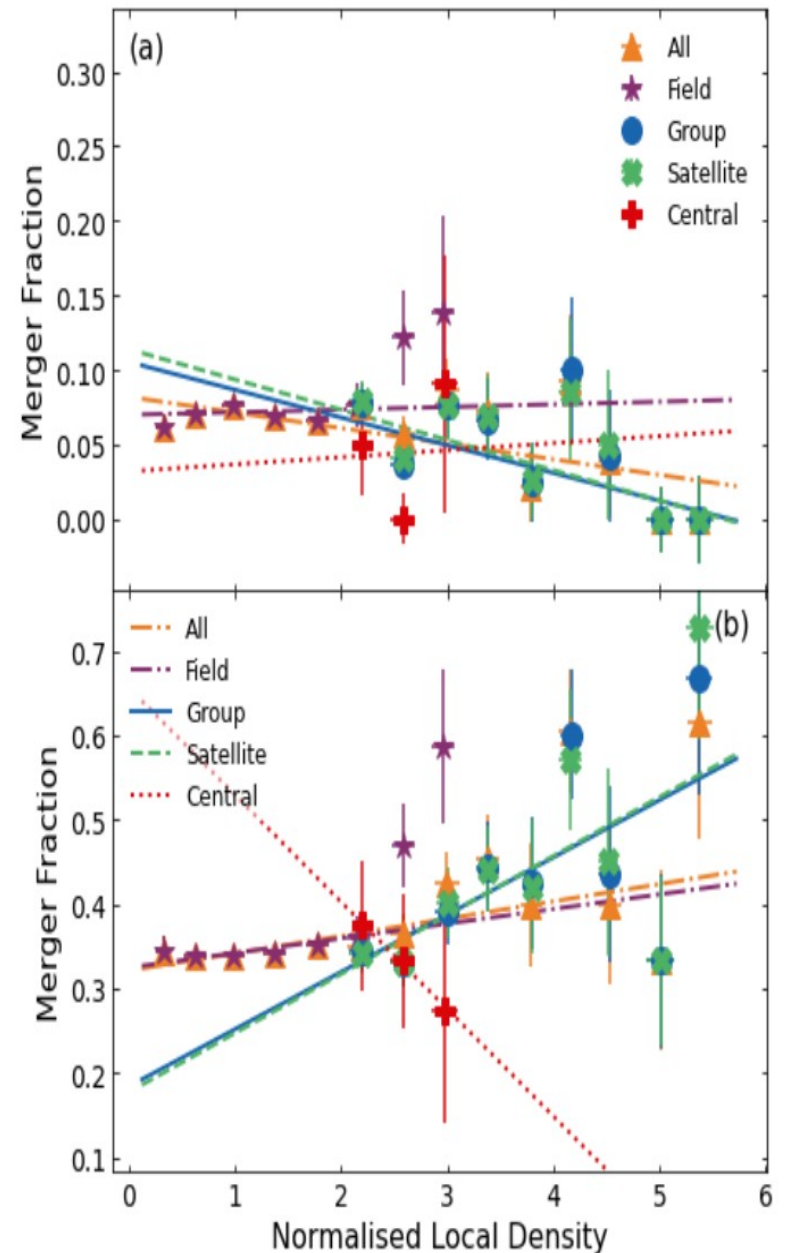 (a)
All
Field
Group
Satellite
Central
0.30
0.25
0.20
0.15
0.10
0.05
0.00
Merger Fraction
All
Field
Group
Satellite
Central
(b)
0.7
0.6
0.5
0.4
0.3
0.2
0.1
Merger Fraction
0 1 2 3 4 5 6
Normalised Local Density